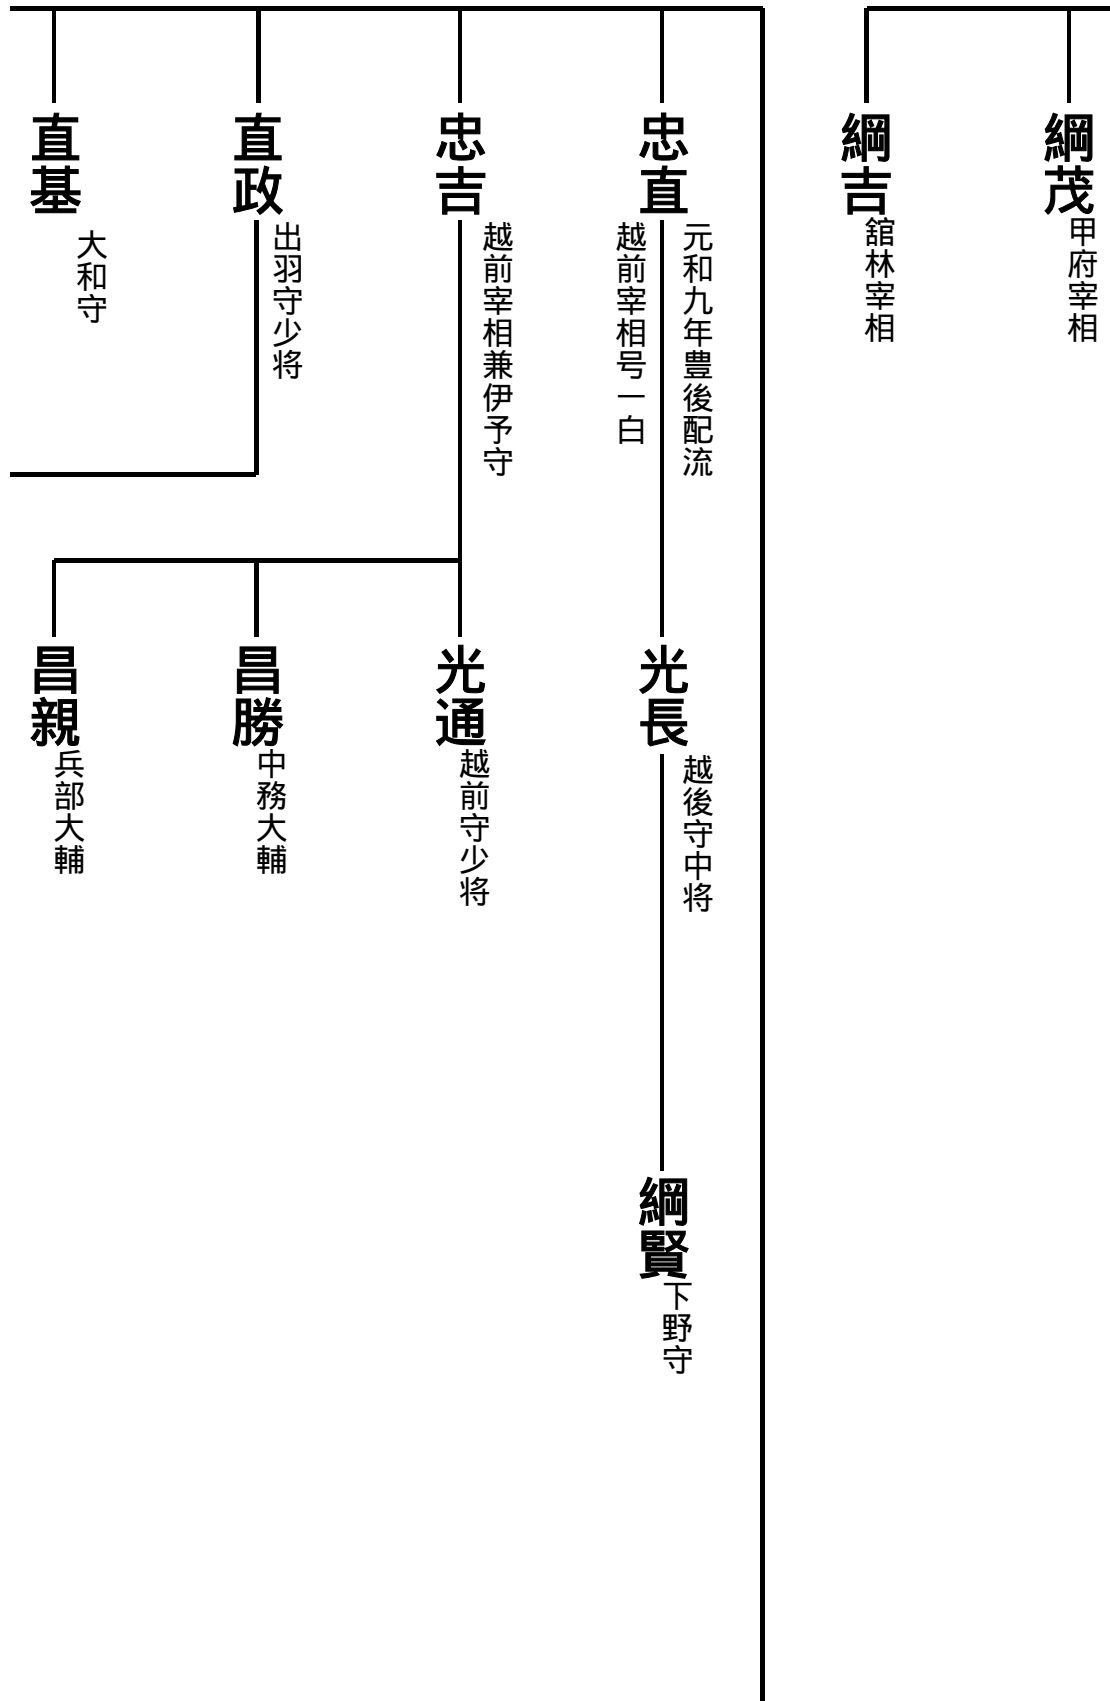 綱茂
甲府宰相
綱吉
舘林宰相
忠直
元和九年豊後配流
越前宰相号一白
忠吉
越前宰相兼伊予守
直政
出羽守少将
直基
大和守
光長
越後守中将
光通
越前守少将
昌勝
中務大輔
昌親
兵部大輔
綱賢
下野守